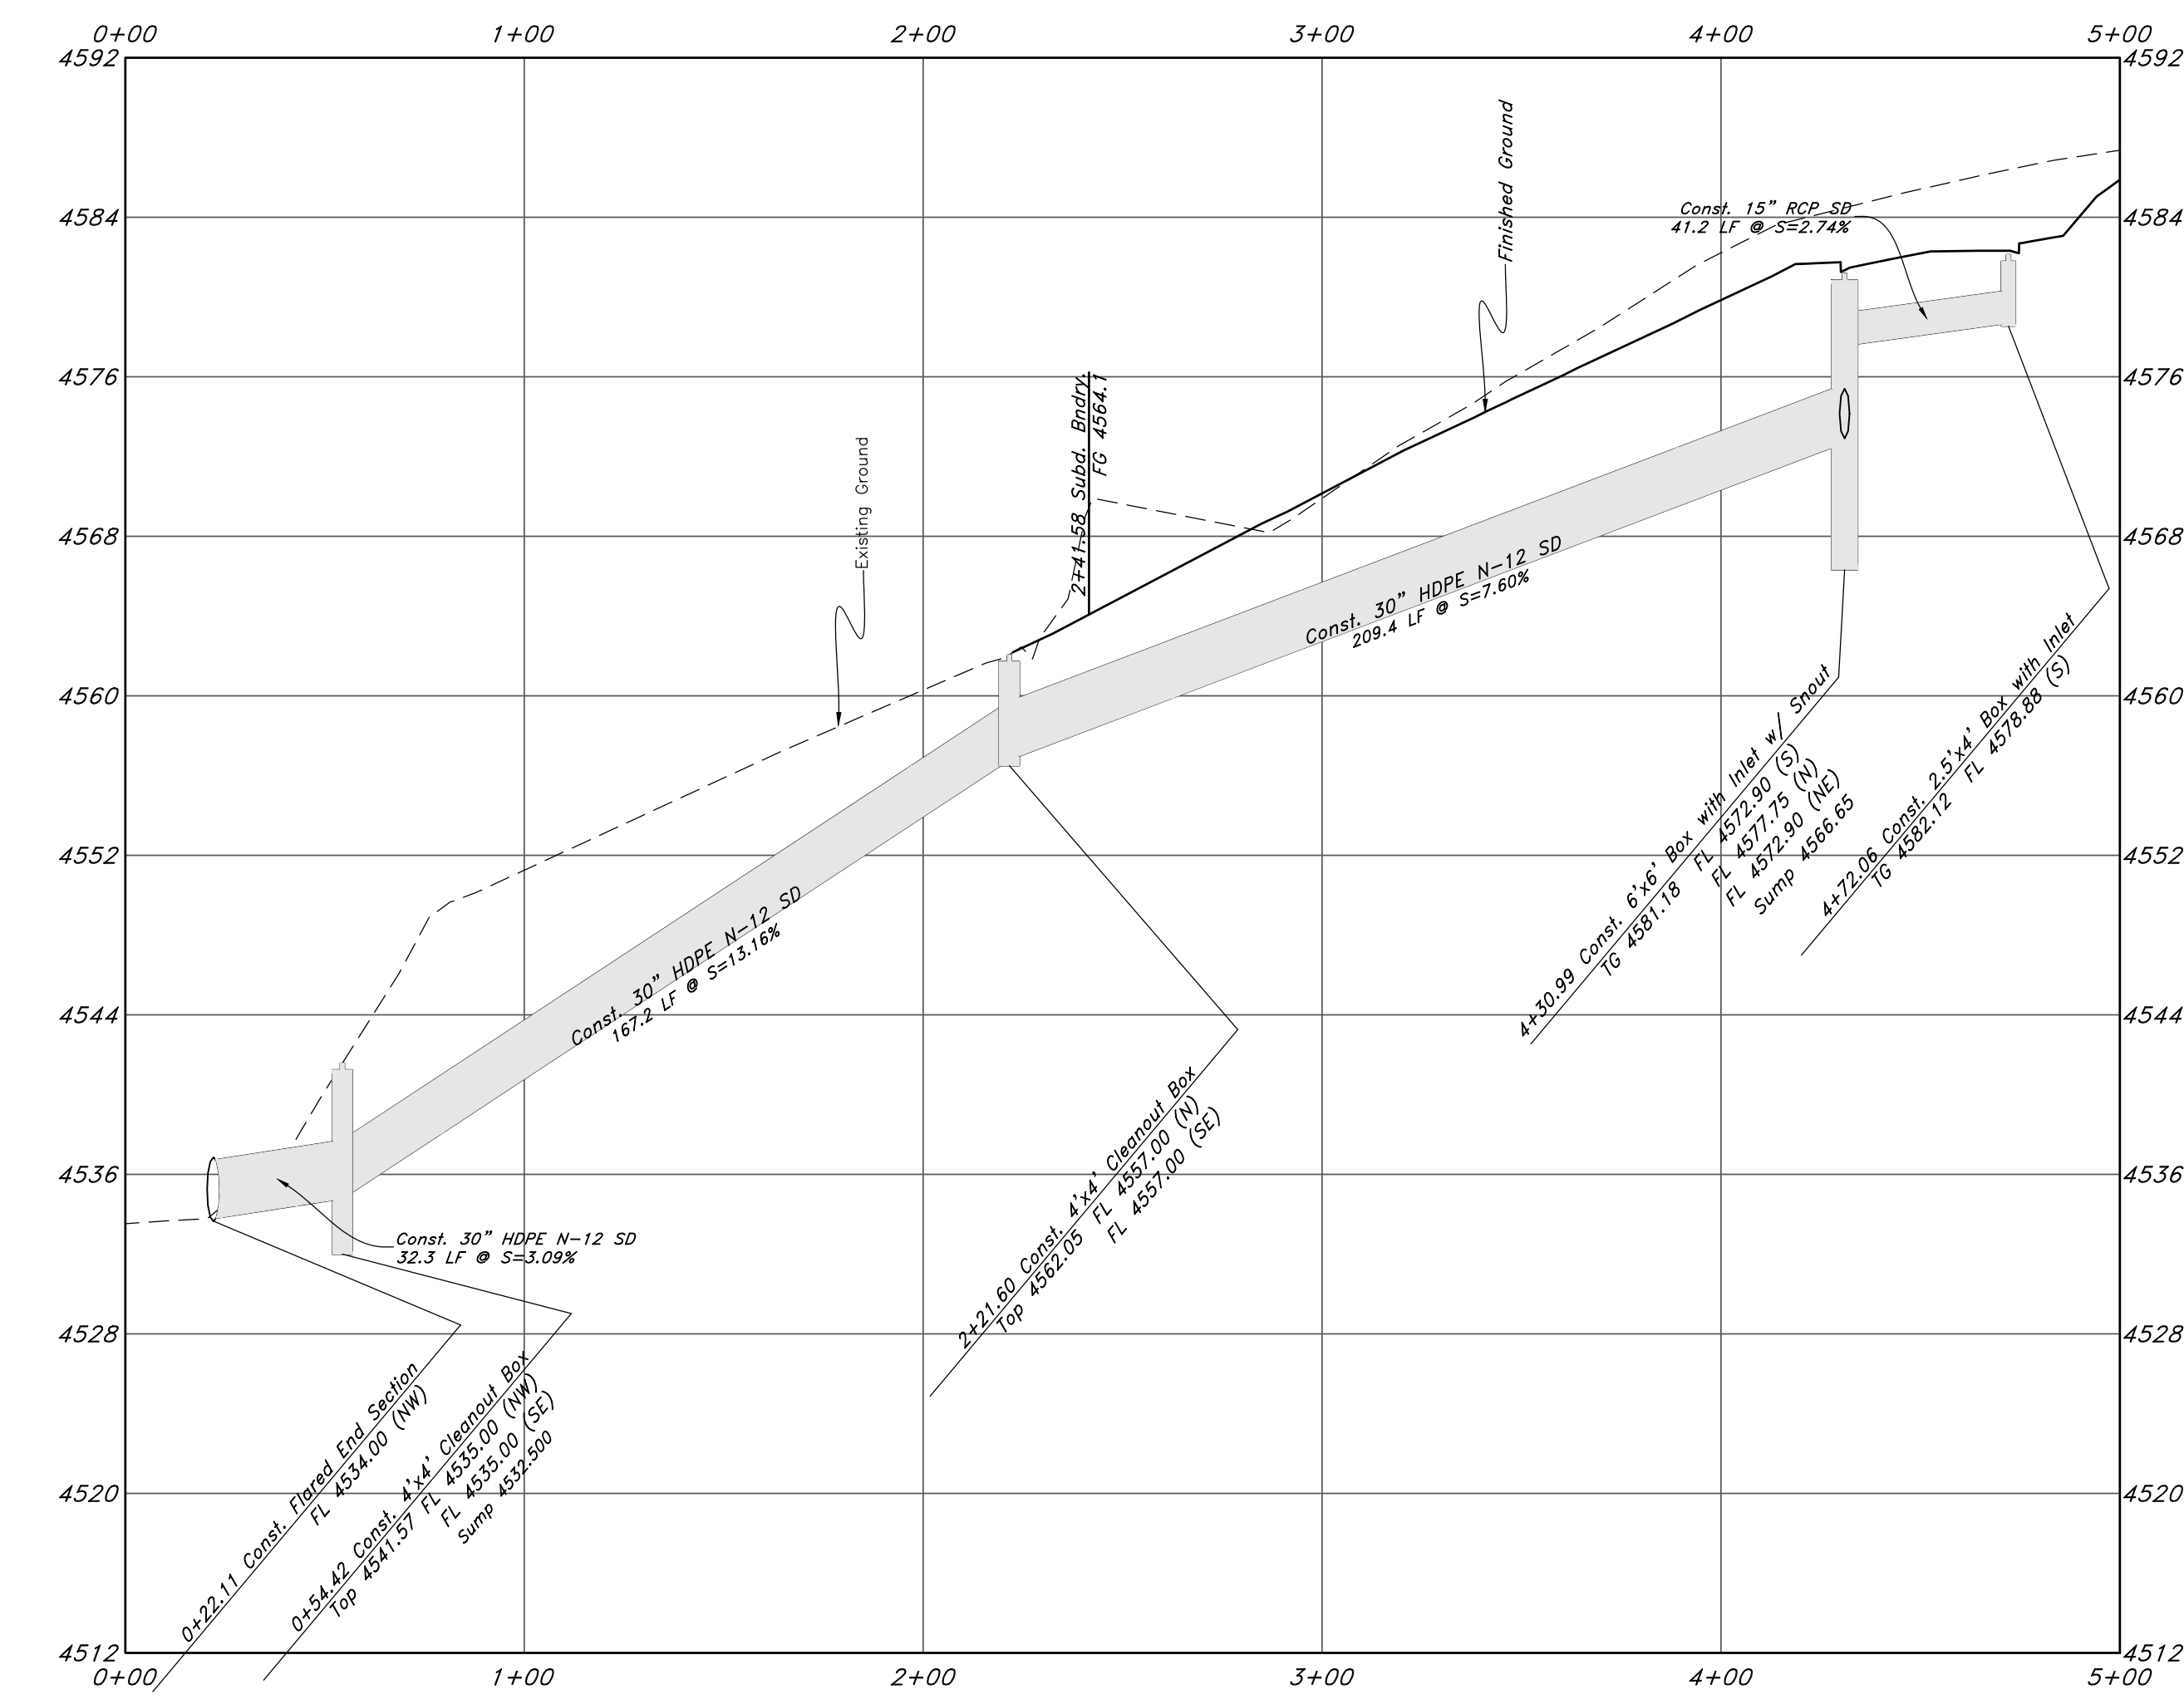 0+00 1+00 2+00 3+00 4+00 5+00
4592 4592
4584 4584
4576 4576
4568 4568
4560 4560
4552 4552
4544 4544
4536 4536
4528 4528
4520 4520
4512 4512
0+00 1+00 2+00 3+00 4+00 5+00
Finished Ground
Const. 15" RCP SD
41.2 LF @ S=2.74%
2+41.58 Subd. Bndry.
FG 4564.1
Existing Ground
Const. 30" HDPE N-12 SD
209.4 LF @ S=7.60%
Const. 30" HDPE N-12 SD
167.2 LF @ S=13.16%
Const. 30" HDPE N-12 SD
32.3 LF @ S=3.09%
0+22.11 Const. Flared End Section
FL 4534.00 (NW)
0+54.42 Const. 4'x4' Cleanout Box
Top 4541.57 FL 4535.00 (NW)
FL 4535.00 (SE)
Sump 4532.500
2+21.60 Const. 4'x4' Cleanout Box
Top 4562.05 FL 4557.00 (N)
FL 4557.00 (SE)
4+30.99 Const. 6'x6' Box with Inlet w/ Snout
TG 4581.18 FL 4572.90 (S)
FL 4577.75 (N)
FL 4572.90 (NE)
Sump 4566.65
4+72.06 Const. 2.5'x4' Box with Inlet
TG 4582.12 FL 4578.88 (S)